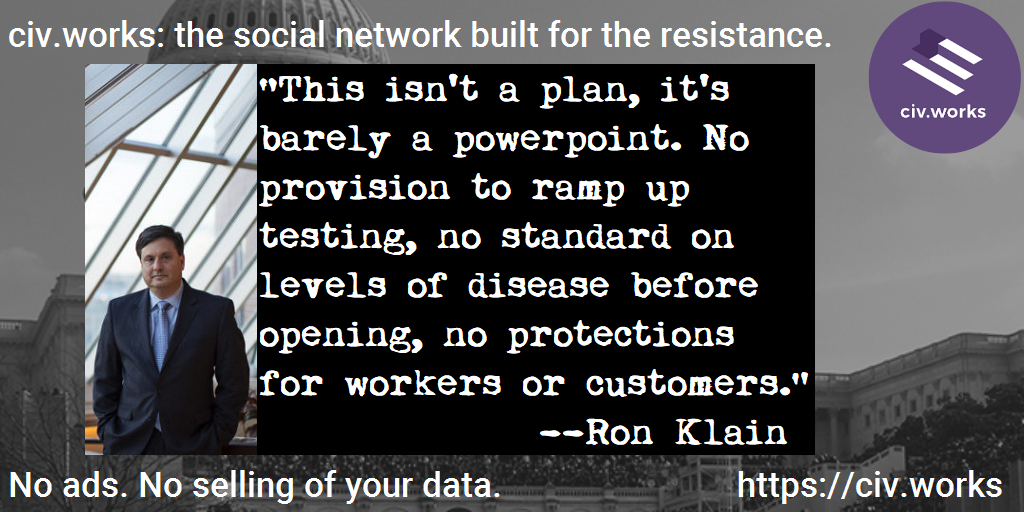 civ.works: the social network built for the resistance.
civ.works
"This isn't a plan, it's
barely a powerpoint. No
provision to ramp up
testing, no standard on
levels of disease before
opening, no protections
for workers or customers."
--Ron Klain
No ads. No selling of your data.
https://civ.works